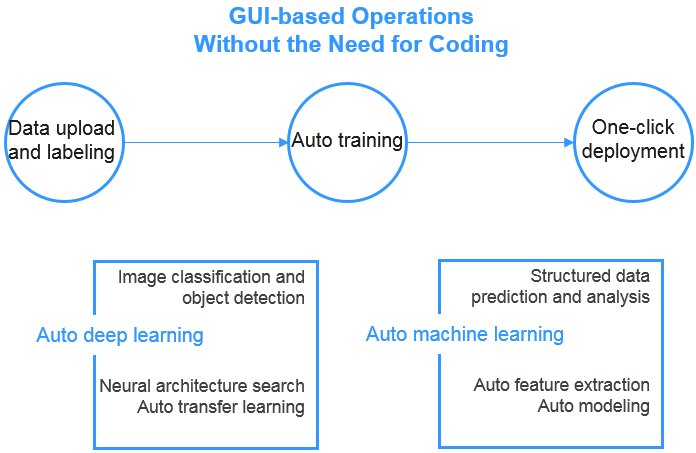 GUI-based Operations
Without the Need for Coding
Data upload
and labeling
Auto training
One-click
deployment
Image classification and
object detection
Auto deep learning
Neural architecture search
Auto transfer learning
Structured data
prediction and analysis
Auto machine learning
Auto feature extraction
Auto modeling